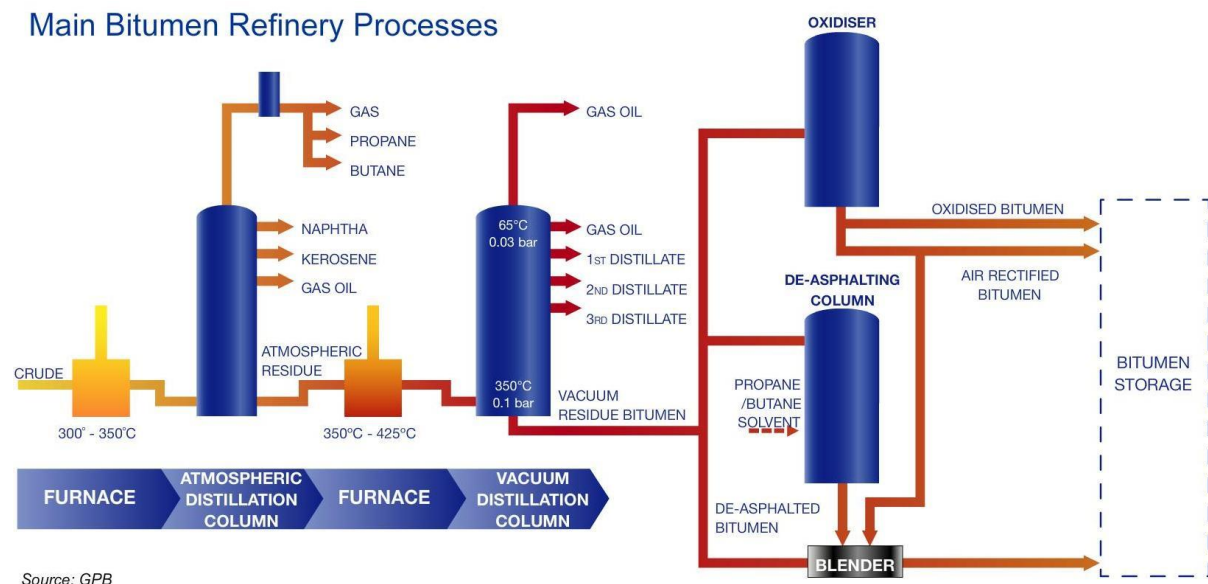 Main Bitumen Refinery Processes
OXIDISER
GAS
PROPANE
BUTANE
GAS OIL
NAPHTHA
KEROSENE
GAS OIL
65°C
0.03 bar
GAS OIL
1ST DISTILLATE
2ND DISTILLATE
3RD DISTILLATE
OXIDISED BITUMEN
AIR RECTIFIED
BITUMEN
DE-ASPHALTING
COLUMN
CRUDE
300° - 350°C
ATMOSPHERIC
RESIDUE
350°C - 425°C
350°C
0.1 bar
VACUUM
RESIDUE BITUMEN
PROPANE
/BUTANE
SOLVENT
BITUMEN
STORAGE
FURNACE
ATMOSPHERIC
DISTILLATION
COLUMN
FURNACE
VACUUM
DISTILLATION
COLUMN
DE-ASPHALTED
BITUMEN
BLENDER
Source: GPB